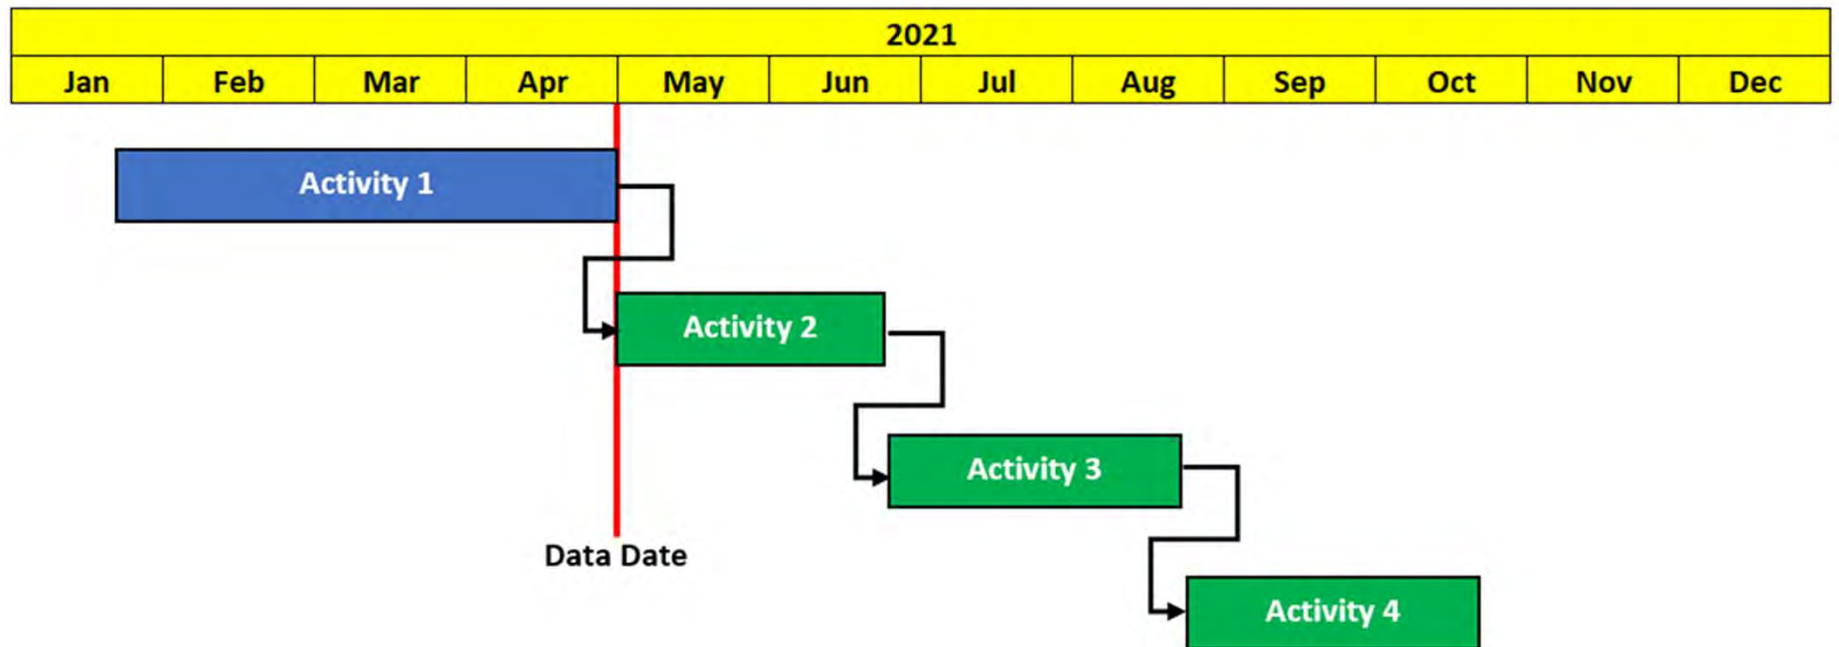 2021
Jan Feb Mar Apr May Jun Jul Aug Sep Oct Nov Dec
Activity 1
Activity 2
Activity 3
Data Date
Activity 4